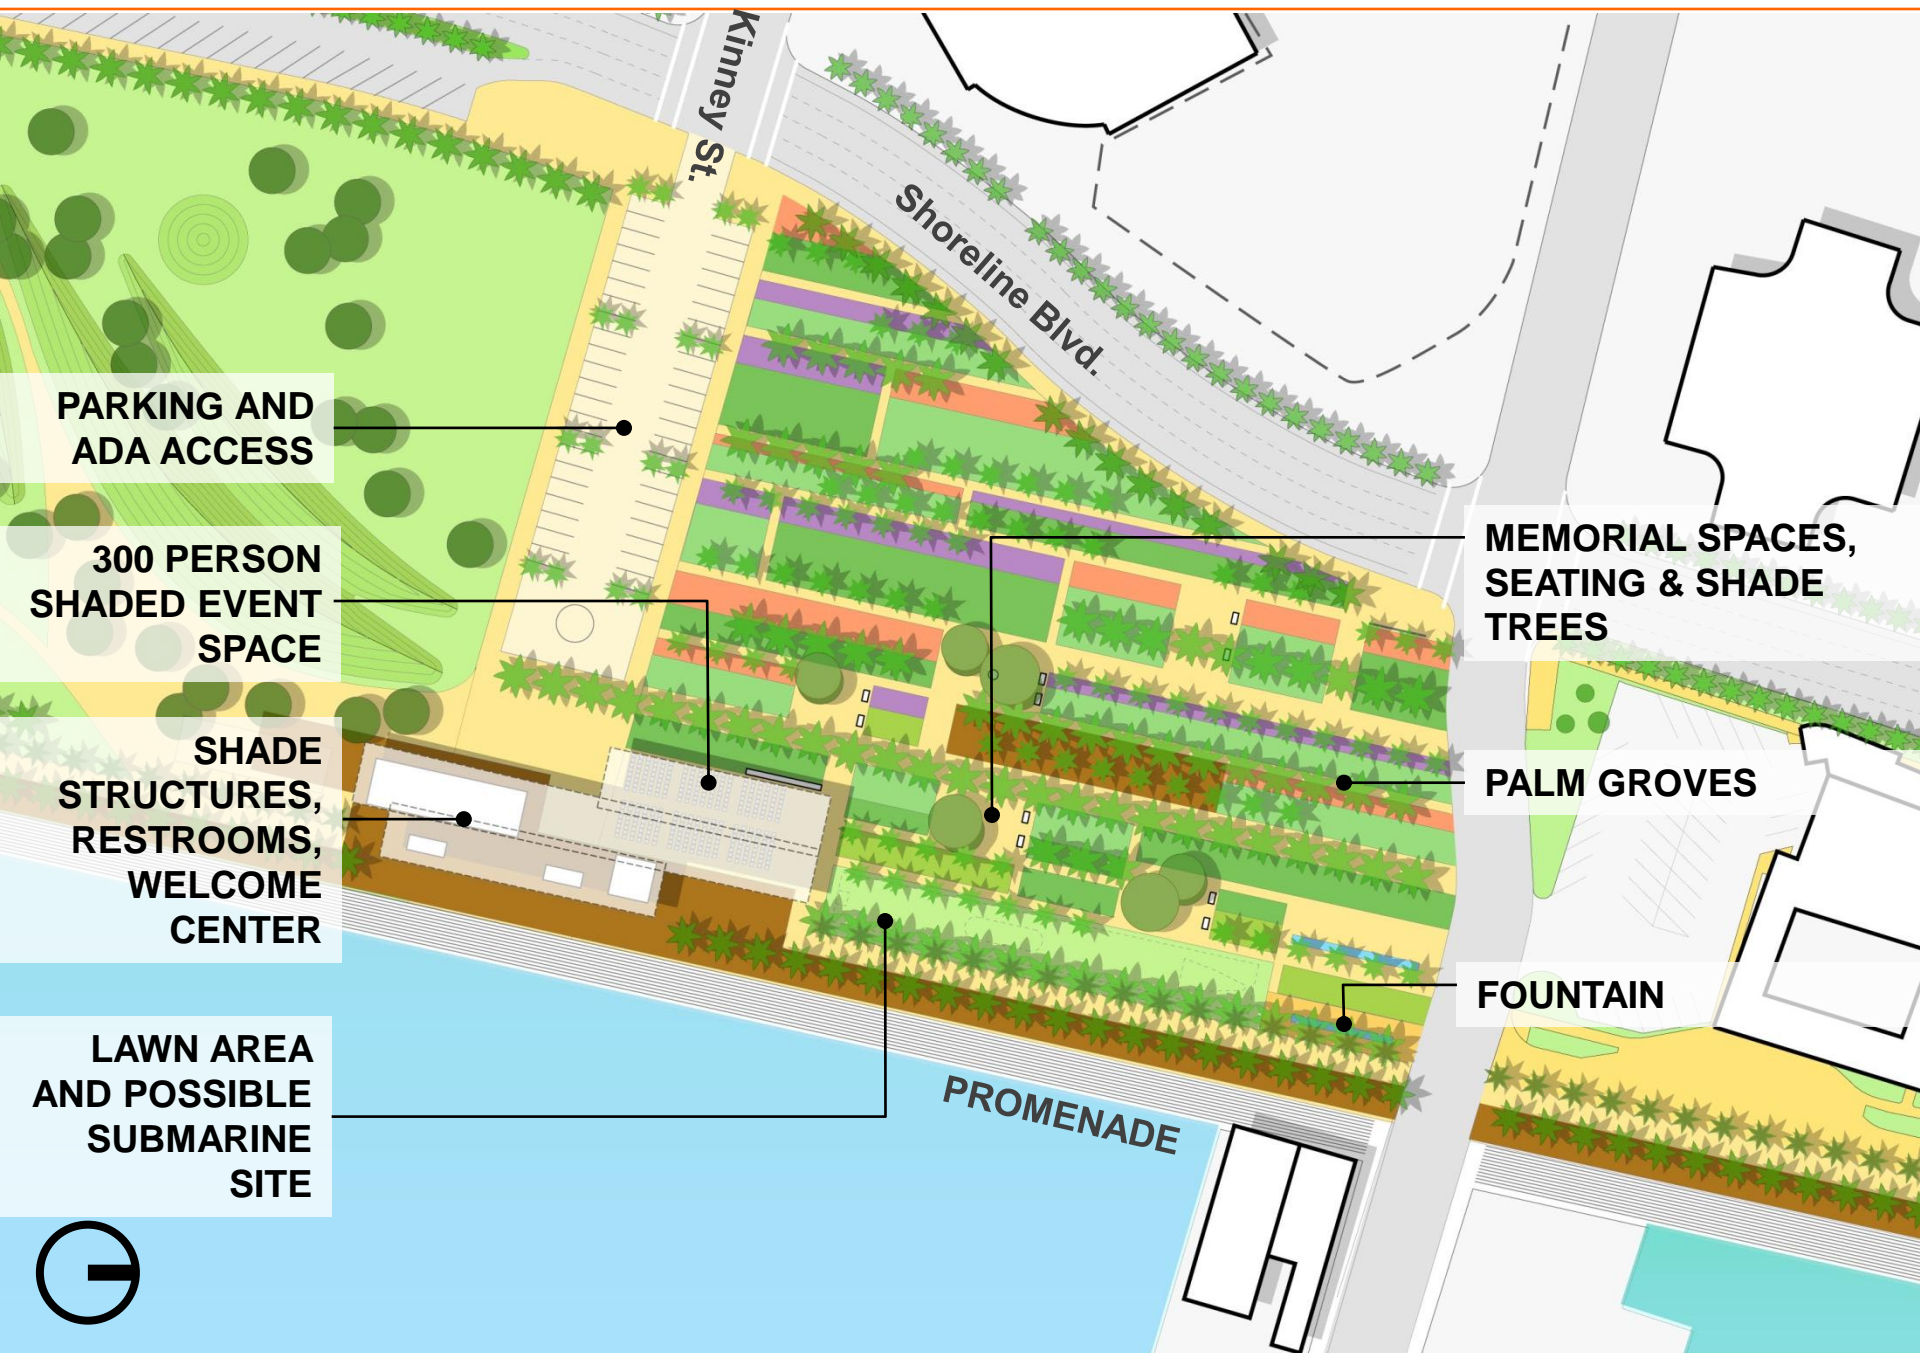 Kinney St.
Shoreline Blvd.
PARKING AND
ADA ACCESS
300 PERSON
SHADED EVENT
SPACE
SHADE
STRUCTURES,
RESTROOMS,
WELCOME
CENTER
LAWN AREA
AND POSSIBLE
SUBMARINE
SITE
MEMORIAL SPACES,
SEATING & SHADE
TREES
PALM GROVES
FOUNTAIN
PROMENADE